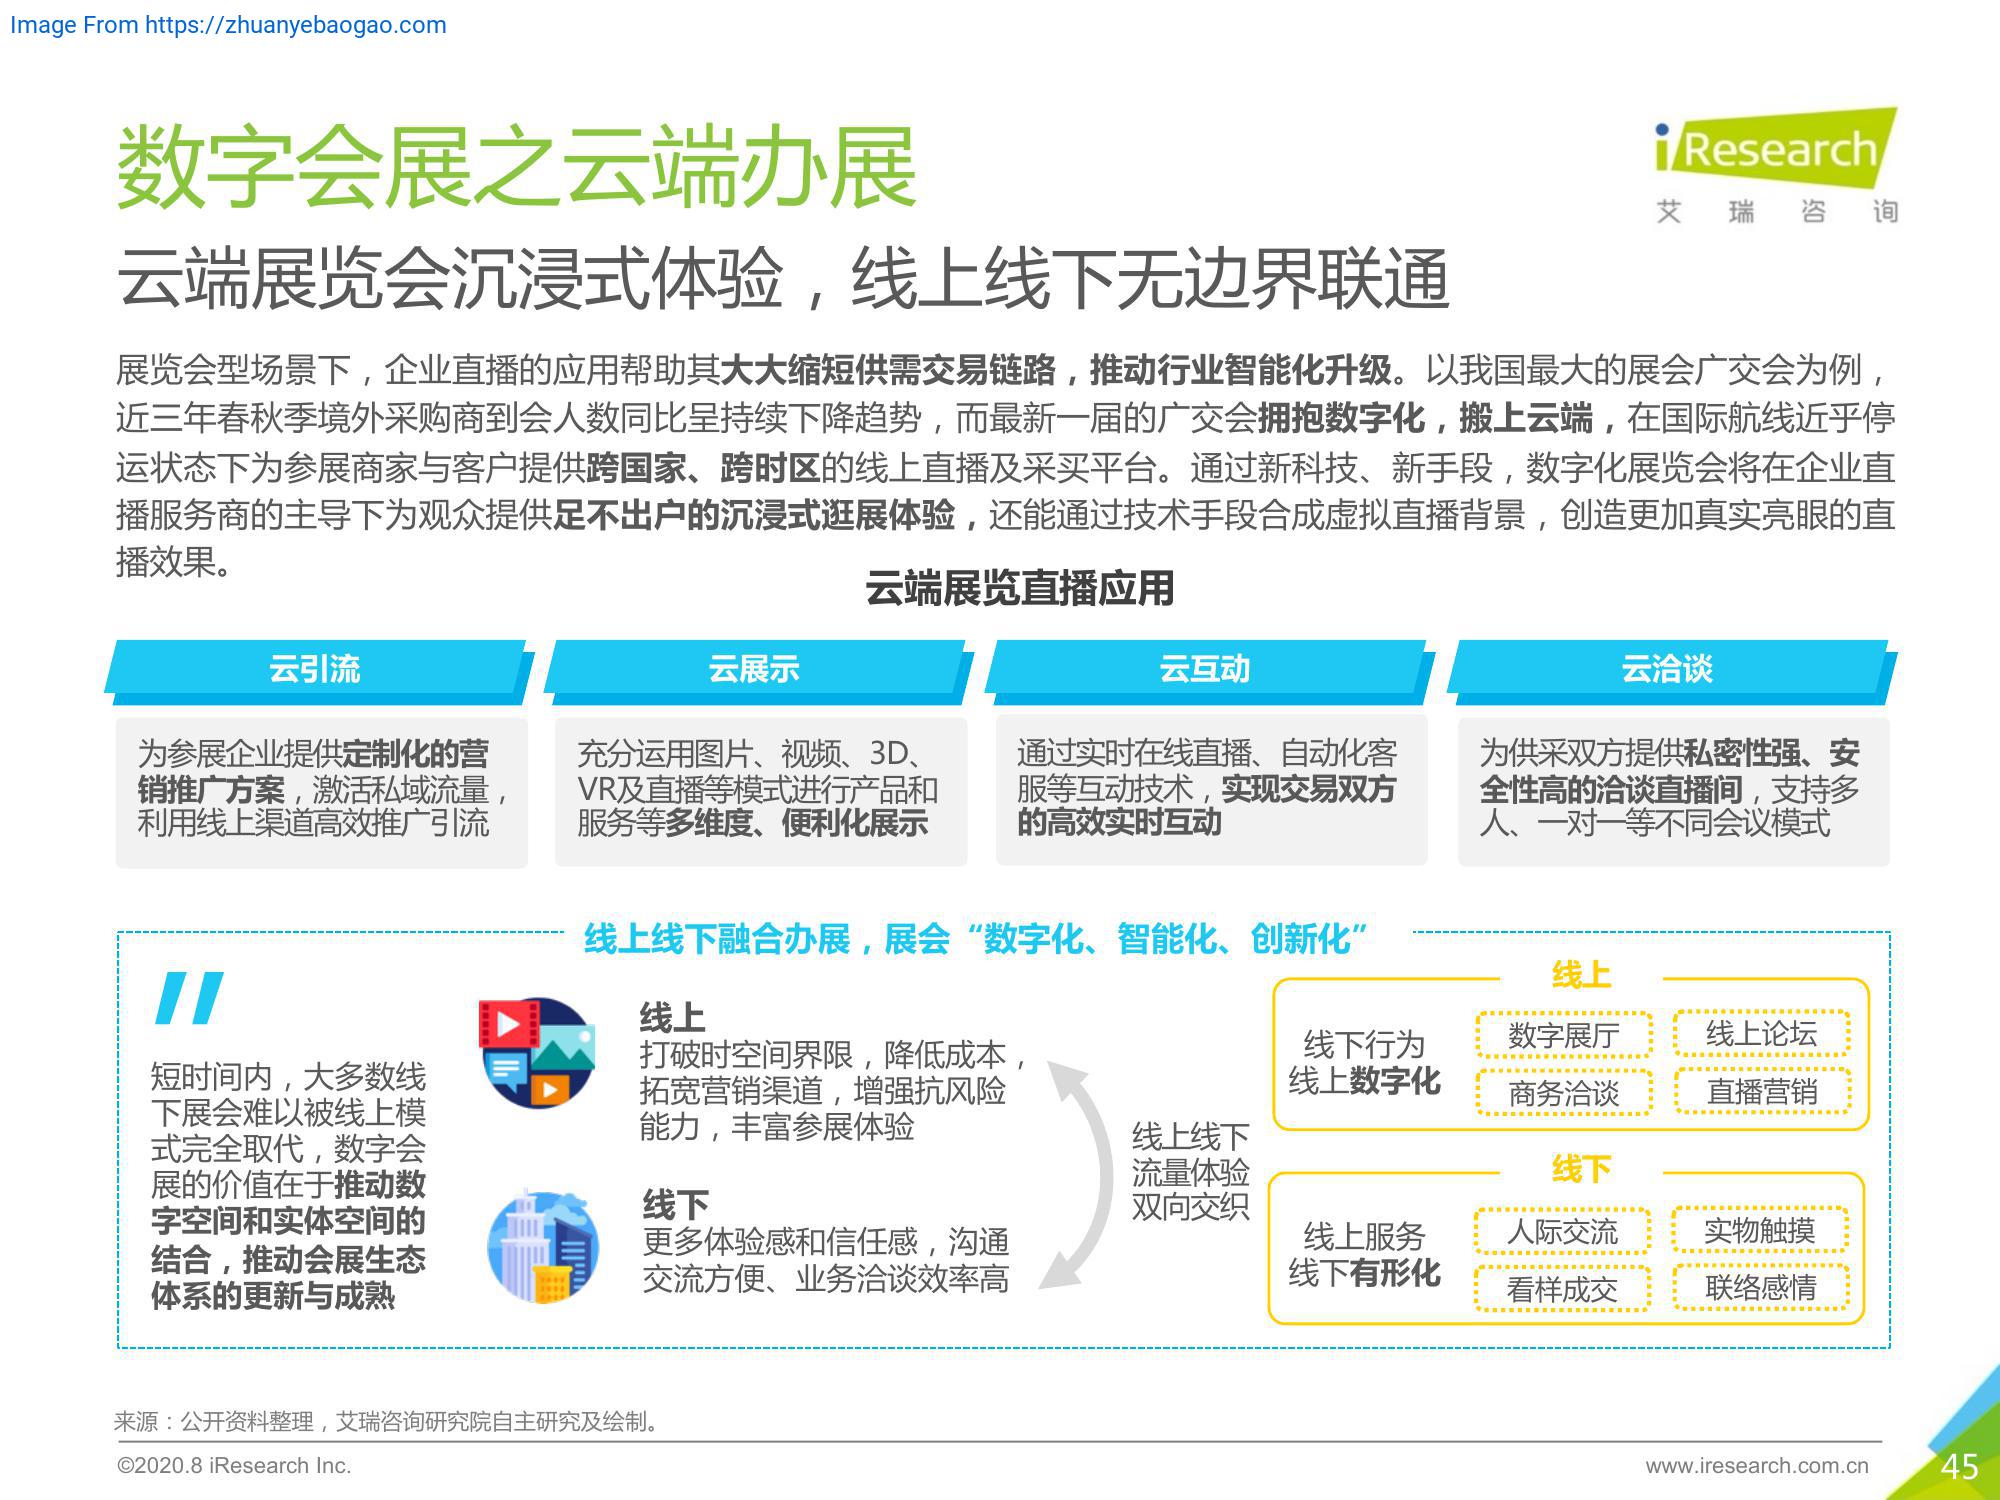 Image From https://zhuanyebaogao.com
数字会展之云端办展
iResearch
艾瑞咨询
云端展览会沉浸式体验，线上线下无边界联通
展览会型场景下，企业直播的应用帮助其大大缩短供需交易链路，推动行业智能化升级。以我国最大的展会广交会为例，
近三年春秋季境外采购商到会人数同比呈持续下降趋势，而最新一届的广交会拥抱数字化，搬上云端，在国际航线近乎停
运状态下为参展商家与客户提供跨国家、跨时区的线上直播及采买平台。通过新科技、新手段，数字化展览会将在企业直
播服务商的主导下为观众提供足不出户的沉浸式逛展体验，还能通过技术手段合成虚拟直播背景，创造更加真实亮眼的直
播效果。
云端展览直播应用
云引流
为参展企业提供定制化的营
销推广方案，激活私域流量，
利用线上渠道高效推广引流
云展示
充分运用图片、视频、3D、
VR及直播等模式进行产品和
服务等多维度、便利化展示
云互动
通过实时在线直播、自动化客
服等互动技术，实现交易双方
的高效实时互动
云洽谈
为供采双方提供私密性强、安
全性高的洽谈直播间，支持多
人、一对一等不同会议模式
线上线下融合办展，展会“数字化、智能化、创新化”
短时间内，大多数线
下展会难以被线上模
式完全取代，数字会
展的价值在于推动数
字空间和实体空间的
结合，推动会展生态
体系的更新与成熟
线上
打破时空间界限，降低成本，
拓宽营销渠道，增强抗风险
能力，丰富参展体验
线下
更多体验感和信任感，沟通
交流方便、业务洽谈效率高
线上线下
流量体验
双向交织
线上
线下行为
线上数字化
数字展厅
线上论坛
商务洽谈
直播营销
线下
线上服务
线下有形化
人际交流
实物触摸
看样成交
联络感情
来源：公开资料整理，艾瑞咨询研究院自主研究及绘制。
©2020.8 iResearch Inc.
www.iresearch.com.cn
45